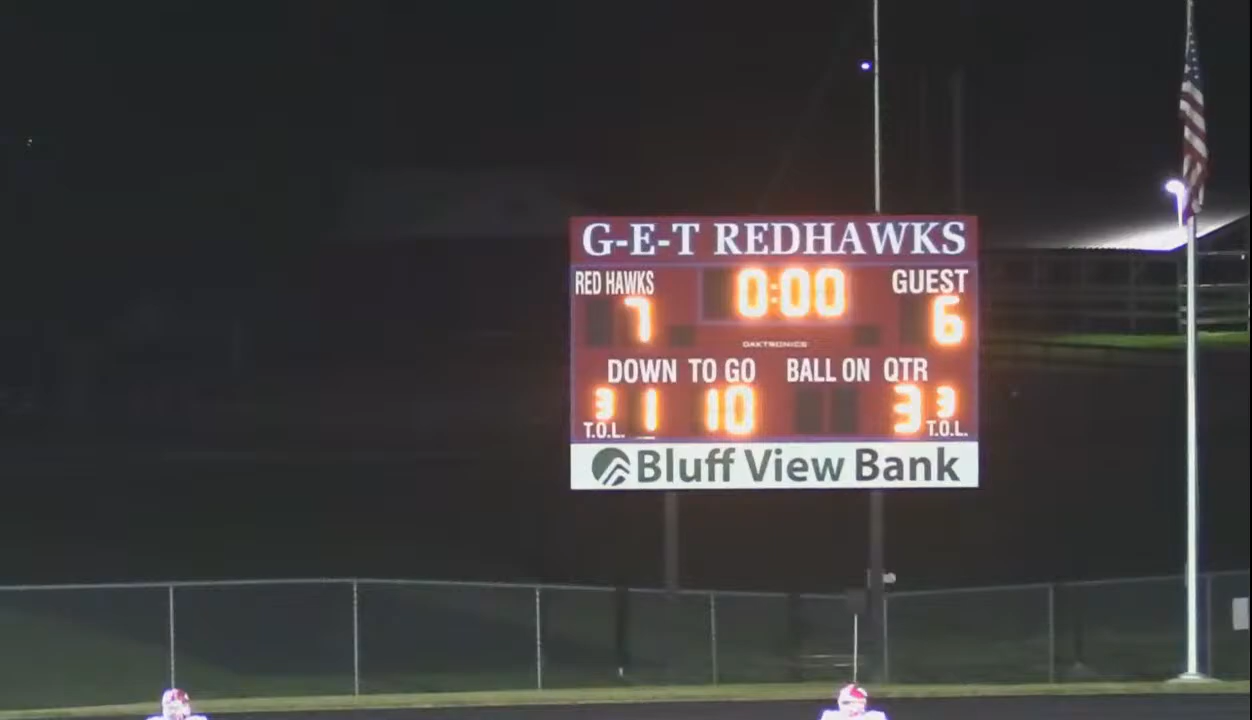 G-E-T REDHAWKS
RED HAWKS 0:00 GUEST
7 6
DAKTRONICS
DOWN TO GO BALL ON QTR
3 1 10 3 3
T.O.L. T.O.L.
Bluff View Bank